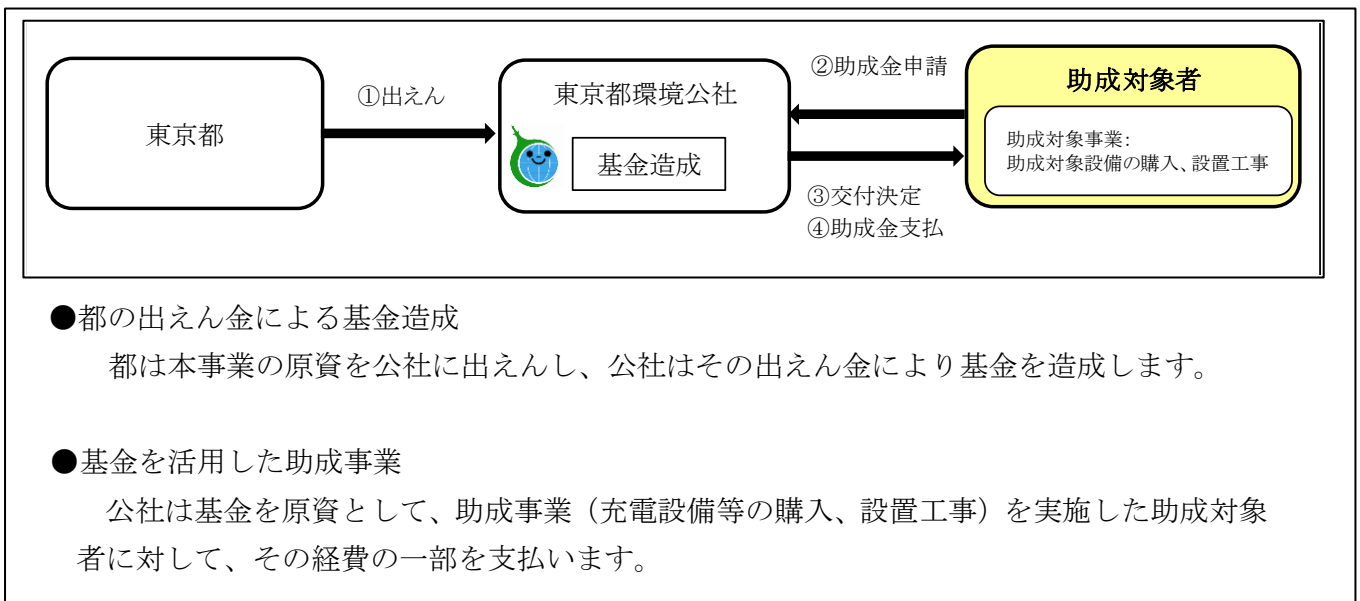 東京都
①出えん
東京都環境公社
基金造成
②助成金申請
③交付決定
④助成金支払
助成対象者
助成対象事業：
助成対象設備の購入、設置工事
●都の出えん金による基金造成
都は本事業の原資を公社に出えんし、公社はその出えん金により基金を造成します。
●基金を活用した助成事業
公社は基金を原資として、助成事業（充電設備等の購入、設置工事）を実施した助成対象
者に対して、その経費の一部を支払います。